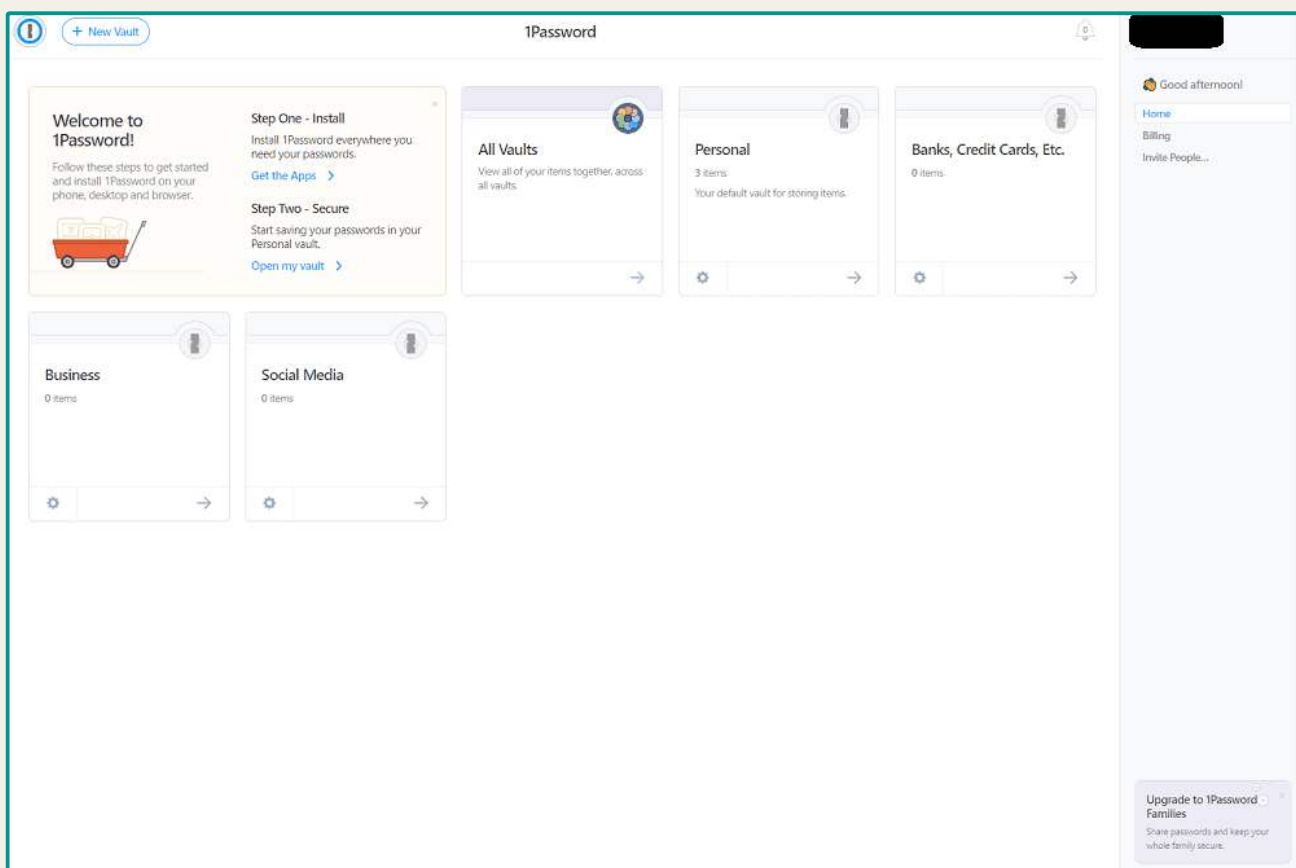 + New Vault
1Password
0
Good afternoon!
Home
Billing
Invite People...
Welcome to
1Password!
Follow these steps to get started
and install 1Password on your
phone, desktop and browser.
Step One - Install
Install 1Password everywhere you
need your passwords.
Get the Apps
Step Two - Secure
Start saving your passwords in your
Personal vault.
Open my vault
All Vaults
View all of your items together, across
all vaults.
Personal
3 items
Your default vault for storing items.
Banks, Credit Cards, Etc.
0 items
Business
0 items
Social Media
0 items
Upgrade to 1Password
Families
Share passwords and keep your
whole family secure.